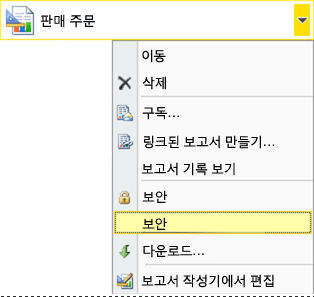 판매 주문
이동
삭제
구독...
링크된 보고서 만들기...
보고서 기록 보기
보안
보안
다운로드...
보고서 작성기에서 편집